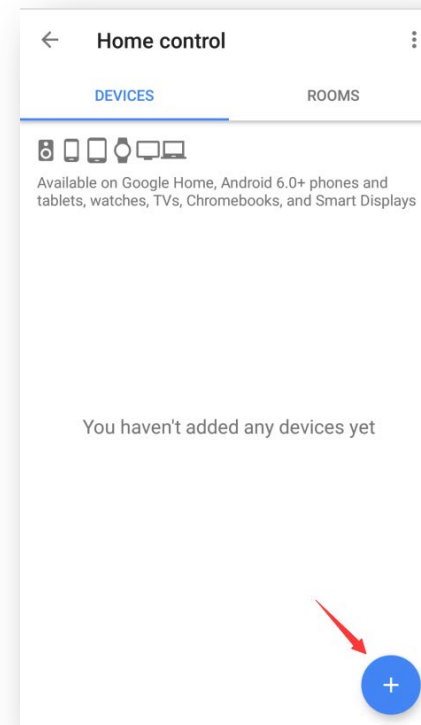 Home control
DEVICES
ROOMS
Available on Google Home, Android 6.0+ phones and
tablets, watches, TVs, Chromebooks, and Smart Displays
You haven't added any devices yet
+